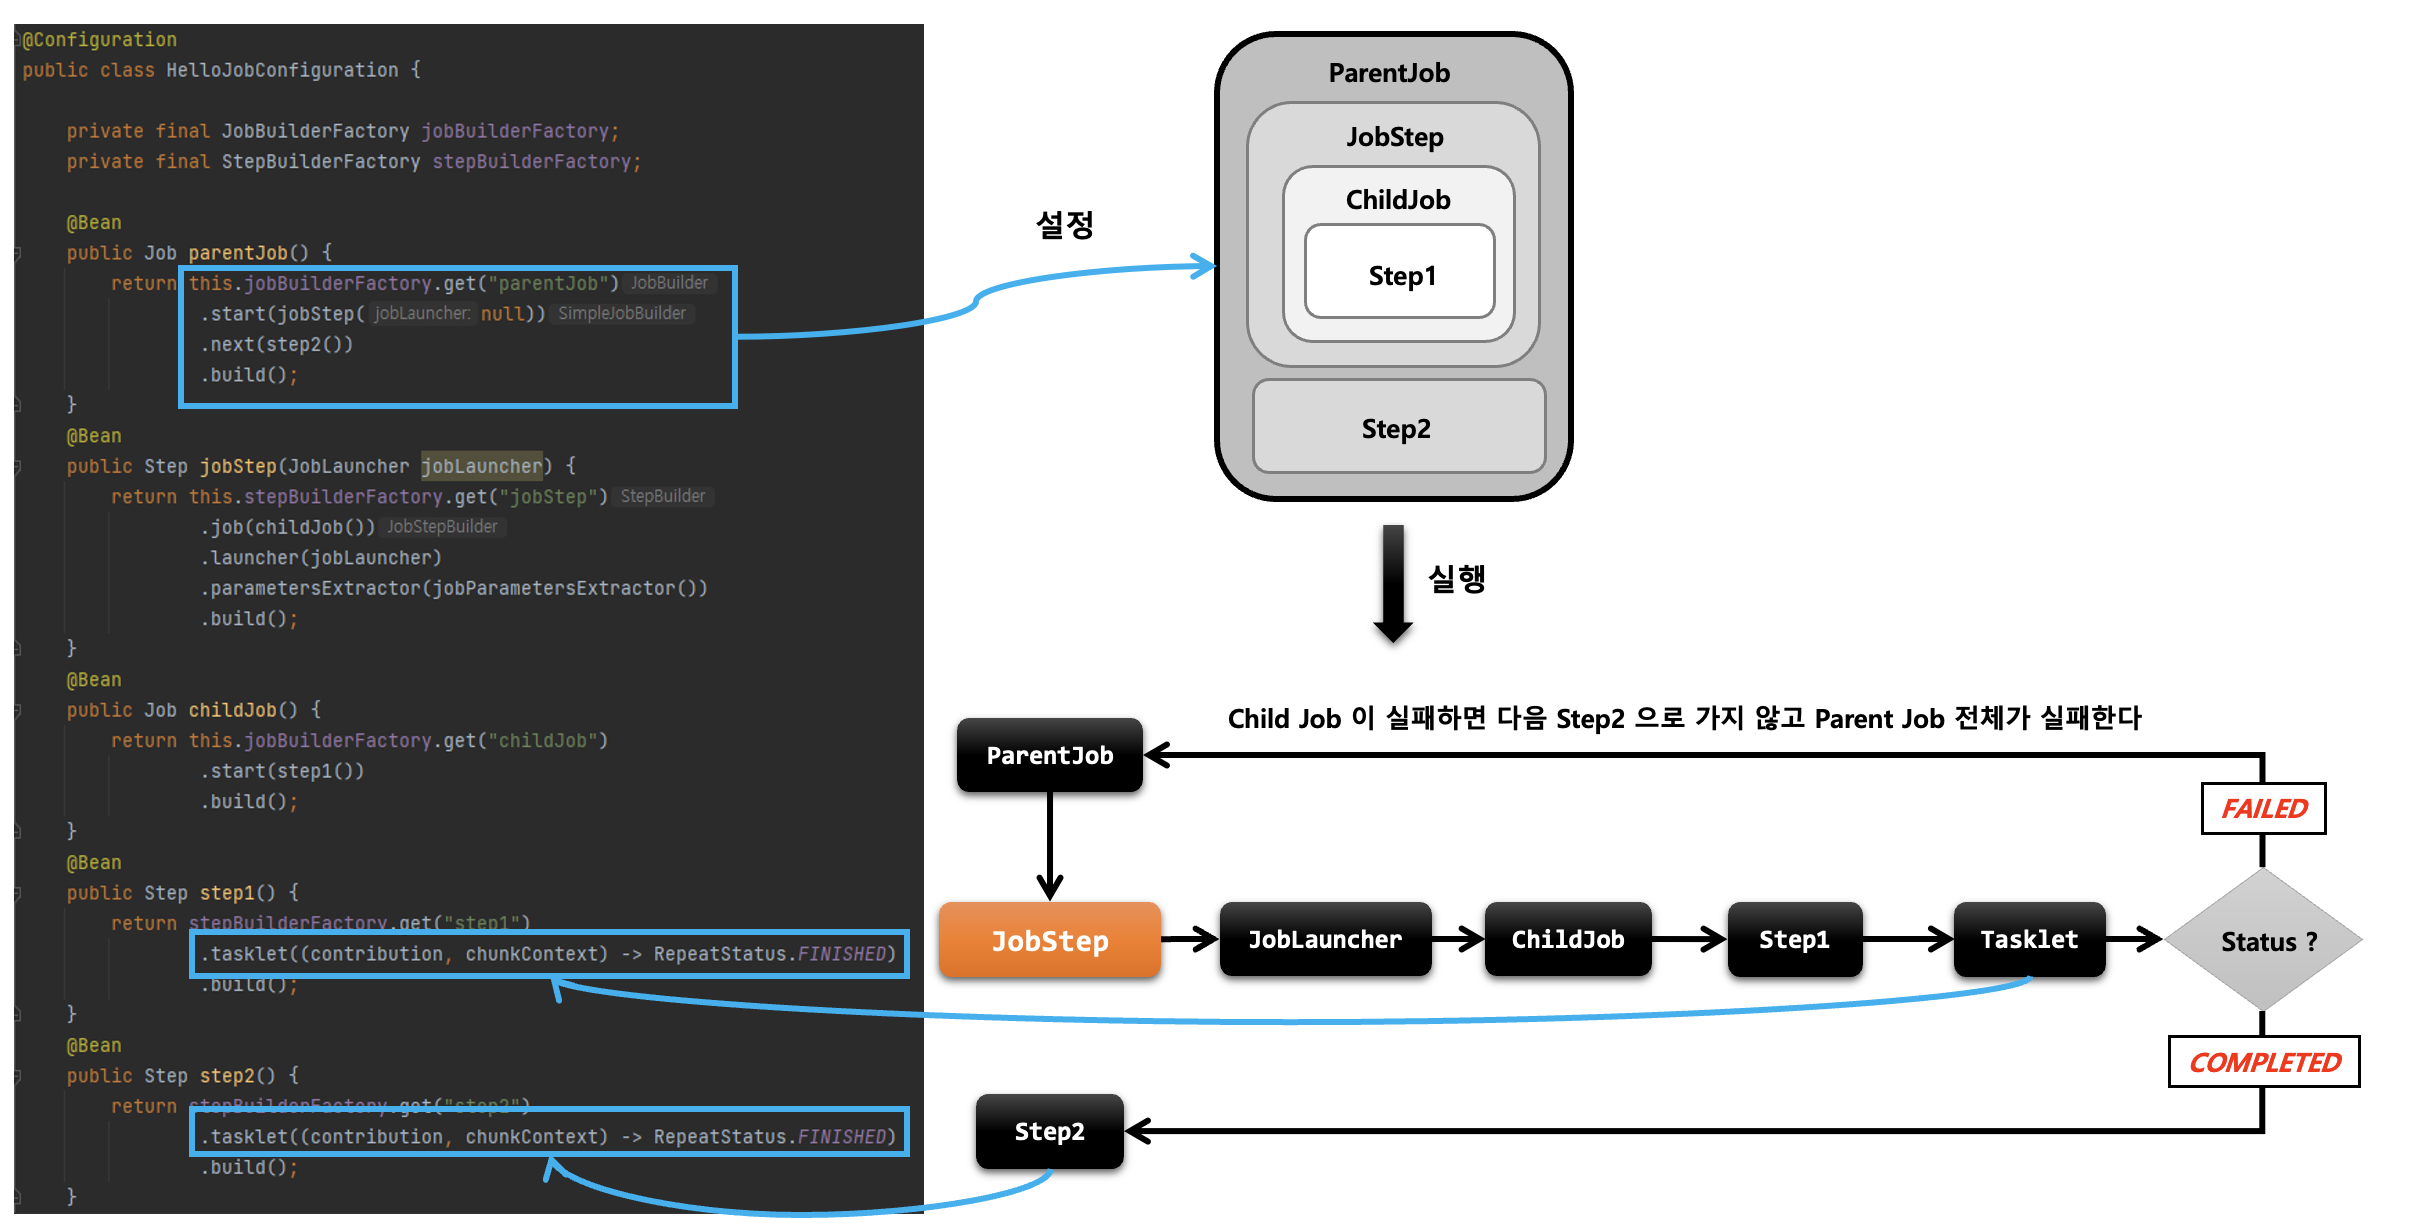 @Configuration
public class HelloJobConfiguration {
private final JobBuilderFactory jobBuilderFactory;
private final StepBuilderFactory stepBuilderFactory;
@Bean
public Job parentJob() {
return this.jobBuilderFactory.get("parentJob") JobBuilder
.start(jobStep( jobLauncher: null)) SimpleJobBuilder
.next(step2())
.build();
}
@Bean
public Step jobStep(JobLauncher jobLauncher) {
return this.stepBuilderFactory.get("jobStep") StepBuilder
.job(childJob()) JobStepBuilder
.launcher(jobLauncher)
.parametersExtractor(jobParametersExtractor())
.build();
}
@Bean
public Job childJob() {
return this.jobBuilderFactory.get("childJob")
.start(step1())
.build();
}
@Bean
public Step step1() {
return stepBuilderFactory.get("step1")
.tasklet((contribution, chunkContext) -> RepeatStatus.FINISHED)
.build();
}
@Bean
public Step step2() {
return stepBuilderFactory.get("step2")
.tasklet((contribution, chunkContext) -> RepeatStatus.FINISHED)
.build();
}
설정
ParentJob
JobStep
ChildJob
Step1
Step2
실행
Child Job 이 실패하면 다음 Step2 으로 가지 않고 Parent Job 전체가 실패한다
ParentJob
FAILED
JobStep
JobLauncher
ChildJob
Step1
Tasklet
Status ?
COMPLETED
Step2